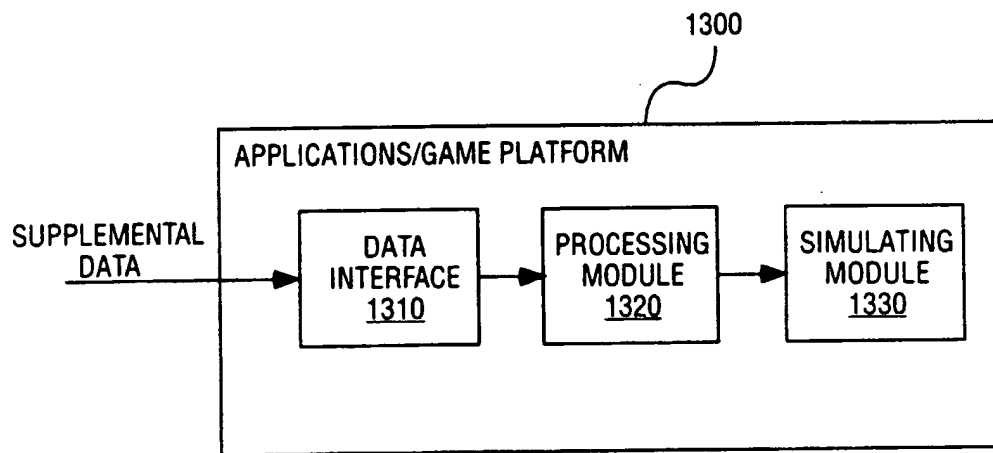 1300
APPLICATIONS/GAME PLATFORM
SUPPLEMENTAL
DATA
DATA
INTERFACE
1310
PROCESSING
MODULE
1320
SIMULATING
MODULE
1330